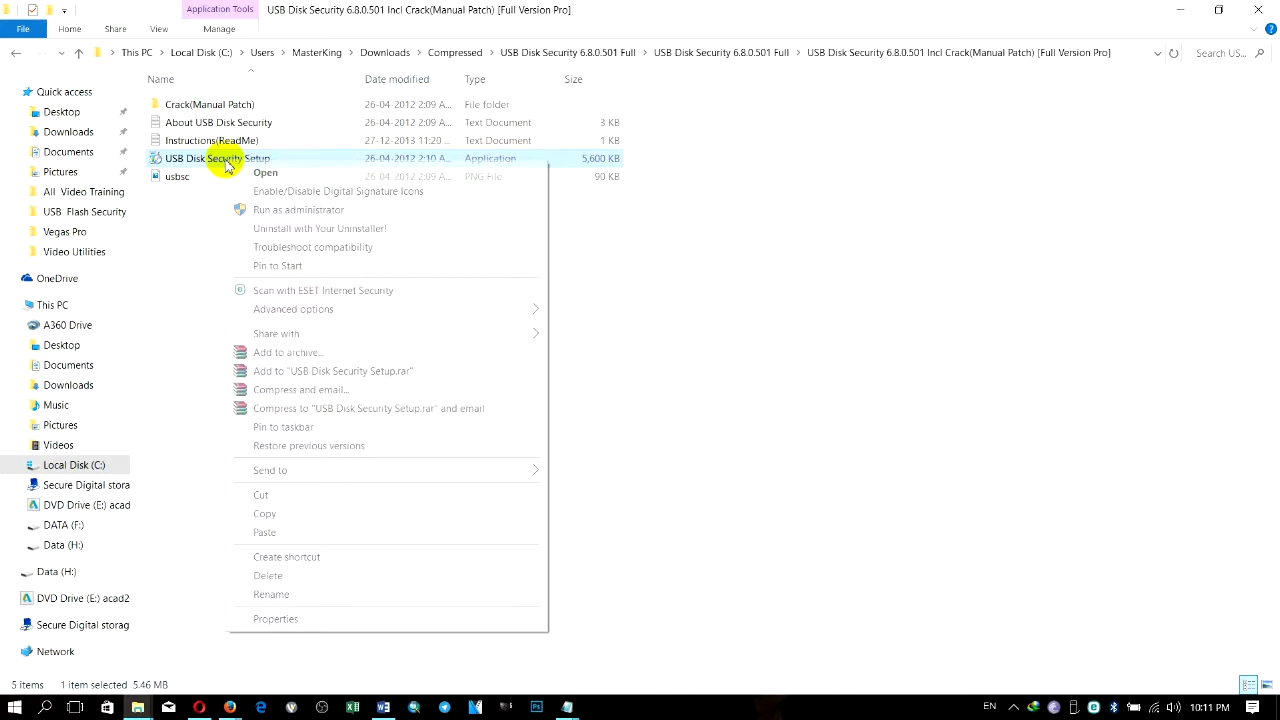 Application Tools
USB Disk Security 6.8.0.501 Incl Crack(Manual Patch) [Full Version Pro]
File
Home
Share
View
Manage
This PC
Local Disk (C:)
Users
MasterKing
Downloads
Compressed
USB Disk Security 6.8.0.501 Full
USB Disk Security 6.8.0.501 Full
USB Disk Security 6.8.0.501 Incl Crack(Manual Patch) [Full Version Pro]
Search US...
Name
Date modified
Type
Size
Quick access
Desktop
Downloads
Documents
Pictures
All Video Training
USB Flash Security
Vegas Pro
Video Utilities
OneDrive
This PC
A360 Drive
Desktop
Documents
Downloads
Music
Pictures
Videos
Local Disk (C:)
Secure Digital stora
DVD Drive (E:) acad
DATA (F:)
Data (H:)
Data (H:)
DVD Drive (E:) acad2
Secure Digital storag
Network
Crack(Manual Patch) 26-04-2012 2:09 A... File folder
About USB Disk Security 26-04-2012 2:09 A... Text Document 3 KB
Instructions(ReadMe) 27-12-2013 11:20 ... Text Document 1 KB
USB Disk Security Setup 26-04-2012 2:10 A... Application 5,600 KB
usbsc 26-04-2012 2:09 A... PNG File 90 KB
Open
Enable/Disable Digital Signature Icons
Run as administrator
Uninstall with Your Uninstaller!
Troubleshoot compatibility
Pin to Start
Scan with ESET Internet Security
Advanced options
Share with
Add to archive...
Add to "USB Disk Security Setup.rar"
Compress and email...
Compress to "USB Disk Security Setup.rar" and email
Pin to taskbar
Restore previous versions
Send to
Cut
Copy
Paste
Create shortcut
Delete
Rename
Properties
5 items
1 item selected 5.46 MB
EN
10:11 PM